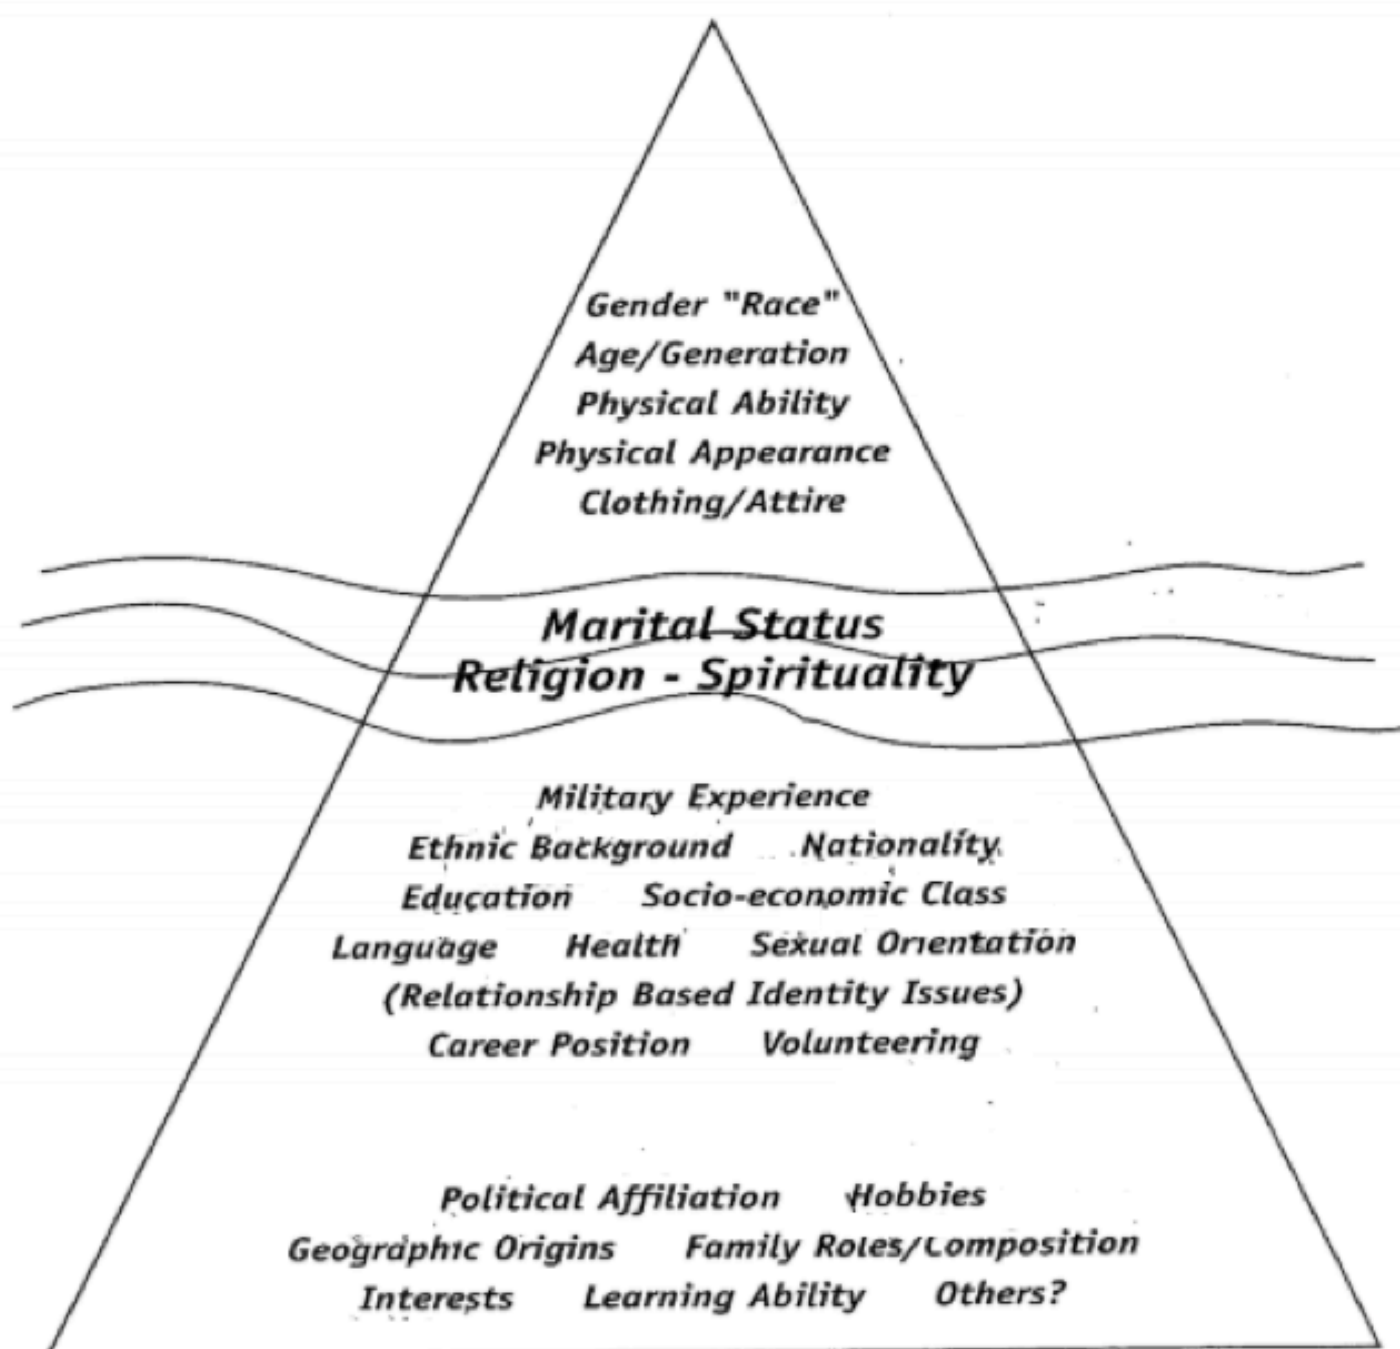 Gender "Race"
Age/Generation
Physical Ability
Physical Appearance
Clothing/Attire
Marital Status
Religion - Spirituality
Military Experience
Ethnic Background Nationality
Education Socio-economic Class
Language Health Sexual Orientation
(Relationship Based Identity Issues)
Career Position Volunteering
Political Affiliation Hobbies
Geographic Origins Family Roles/Composition
Interests Learning Ability Others?